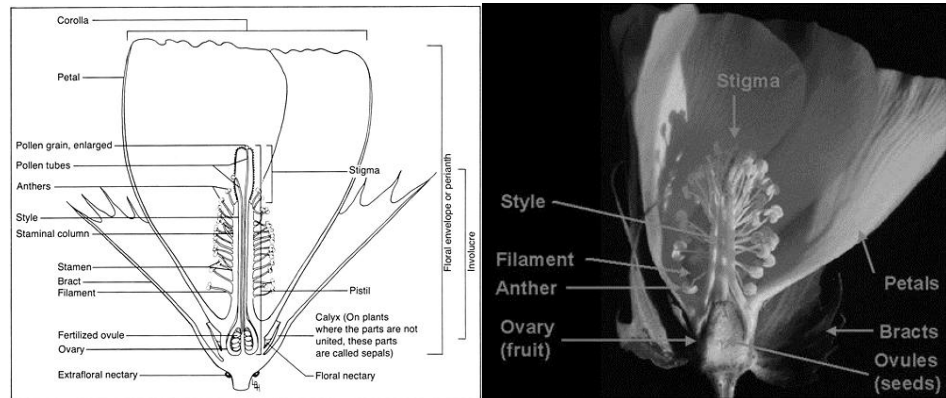 Corolla
Petal
Pollen grain, enlarged
Pollen tubes
Anthers
Style
Staminal column
Stamen
Bract
Filament
Fertilized ovule
Ovary
Extrafloral nectary
Stigma
Pistil
Calyx (On plants
where the parts are not
united, these parts
are called sepals)
Floral nectary
Floral envelope or perianth
Involucre
Stigma
Style
Filament
Anther
Ovary
(fruit)
Petals
Bracts
Ovules
(seeds)